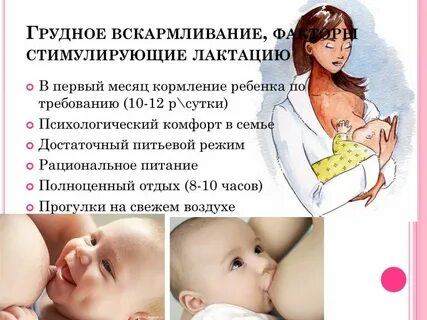 Грудное вскармливание, факторы
стимулирующие лактацию
В первый месяц кормление ребенка по
требованию (10-12 р\сутки)
Психологический комфорт в семье
Достаточный питьевой режим
Рациональное питание
Полноценный отдых (8-10 часов)
Прогулки на свежем воздухе